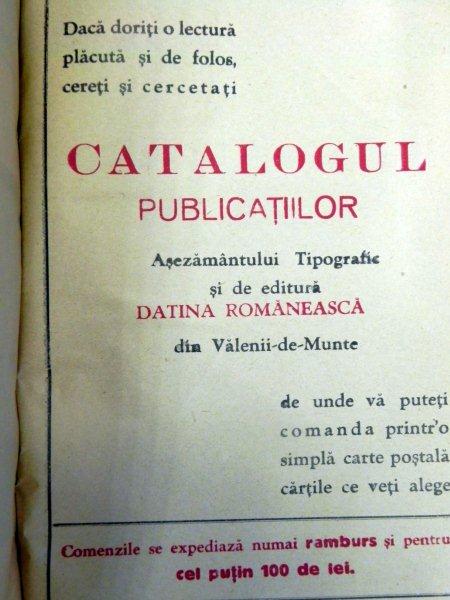 Dacă doriți o lectură
plăcută și de folos,
cereți și cercetați
CATALOGUL
PUBLICAȚIILOR
Așezământului Tipografic
și de editură
DATINA ROMÂNEASCĂ
din Vălenii-de-Munte
de unde vă puteți
comanda printr'o
simplă carte poștală
cărțile ce veți alege
Comenzile se expediază numai ramburs și pentru
cel puțin 100 de lei.